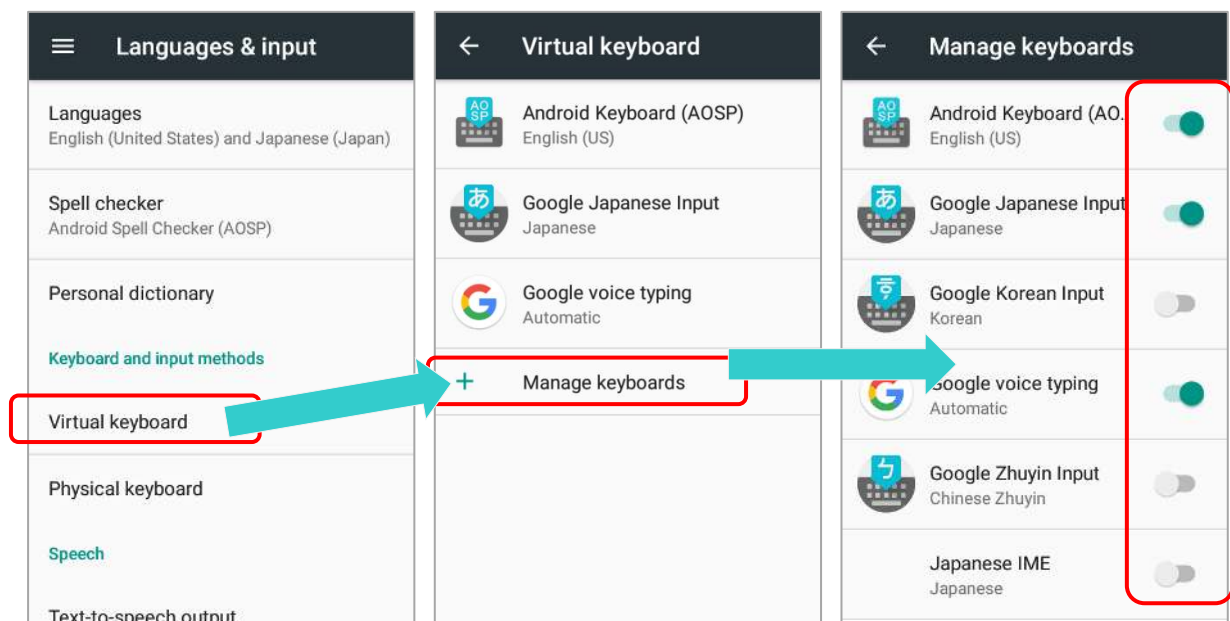 Languages & input
Languages
English (United States) and Japanese (Japan)
Spell checker
Android Spell Checker (AOSP)
Personal dictionary
Keyboard and input methods
Virtual keyboard
Physical keyboard
Speech
Text-to-speech output
Virtual keyboard
AO
SP
Android Keyboard (AOSP)
English (US)
あ
Google Japanese Input
Japanese
G
Google voice typing
Automatic
+ Manage keyboards
Manage keyboards
AO
SP
Android Keyboard (AO.
English (US)
あ
Google Japanese Input
Japanese
Google Korean Input
Korean
G
Google voice typing
Automatic
ㄅ
Google Zhuyin Input
Chinese Zhuyin
Japanese IME
Japanese